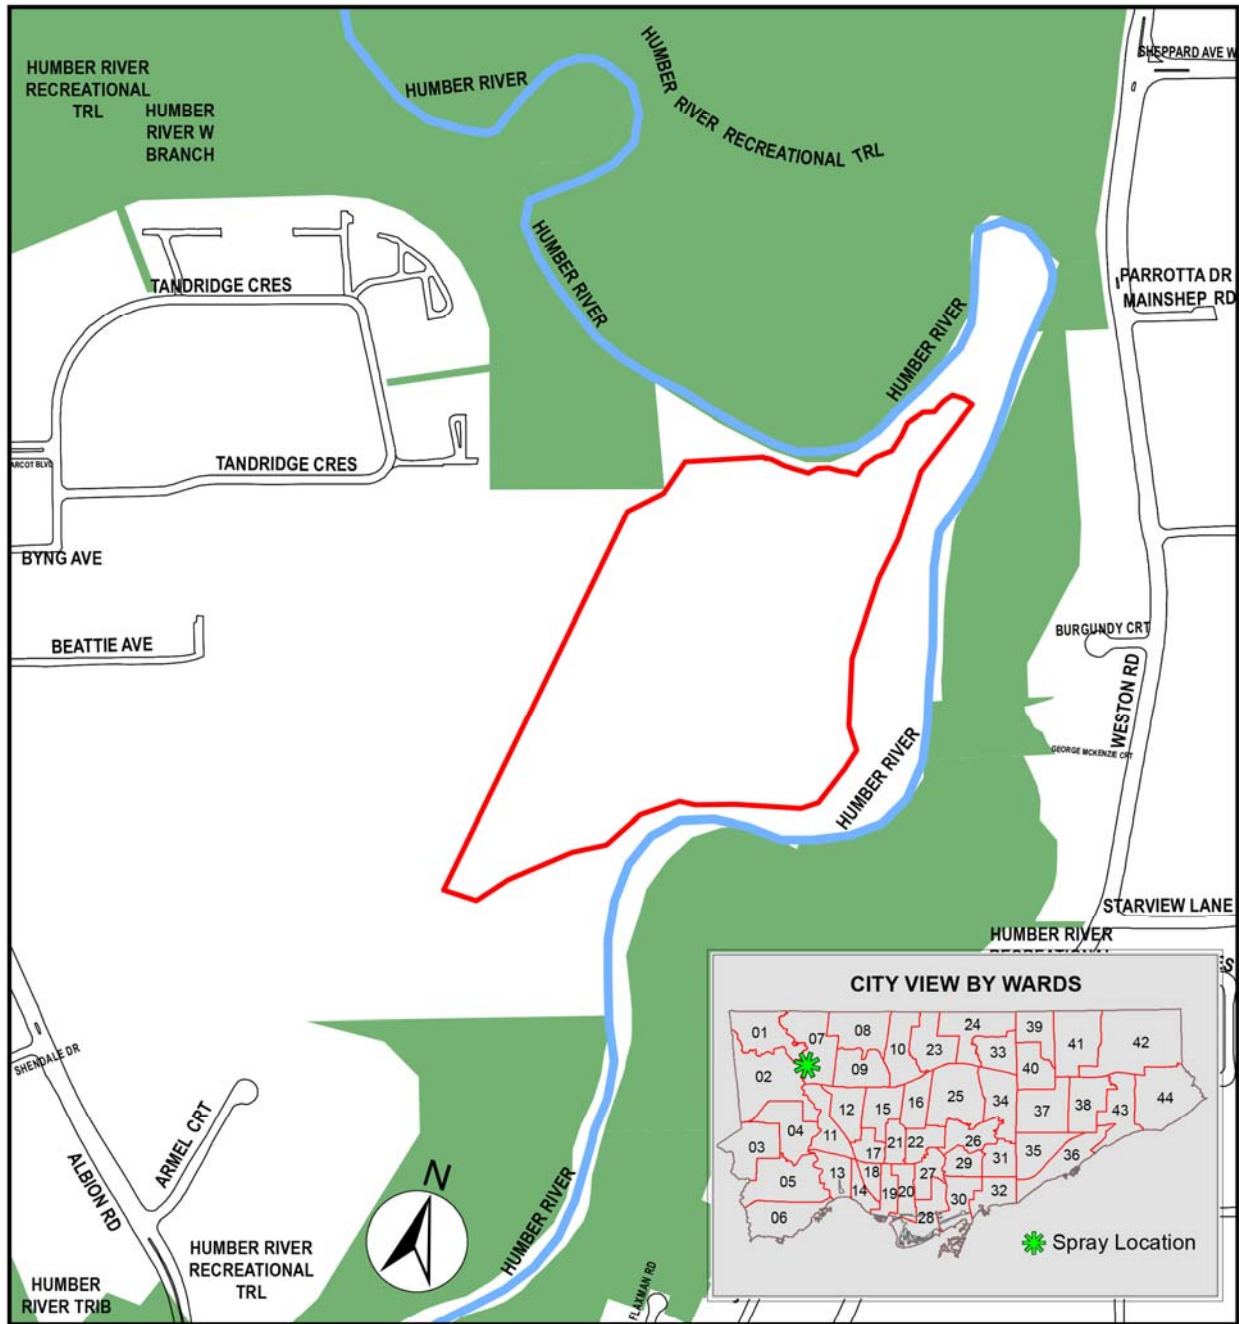 SHEPPARD AVE W
HUMBER RIVER
RECREATIONAL
TRL
HUMBER
RIVER W
BRANCH
HUMBER RIVER
HUMBER RIVER RECREATIONAL TRL
HUMBER RIVER
TANDRIDGE CRES
PARROTTA DR
MAINSHEP RD
HUMBER RIVER
TANDRIDGE CRES
ARCOT BLVD
BYNG AVE
BEATTIE AVE
BURGUNDY CRT
WESTON RD
GEORGE MCKENZIE CRT
HUMBER RIVER
STARVIEW LANE
HUMBER RIVER
RECREATIONAL
ES
SHENDALE DR
ARMEL CRT
ALBION RD
N
HUMBER RIVER
HUMBER RIVER
RECREATIONAL
TRL
HUMBER
RIVER TRIB
FLAXMAN RD
CITY VIEW BY WARDS
01 07 08 10 23 24 33 39 40 41 42
02 09 12 15 16 25 34 37 38 43 44
03 04 11 17 21 22 26 35 36
05 13 14 18 19 20 27 29 31
06 28 30 32
Spray Location